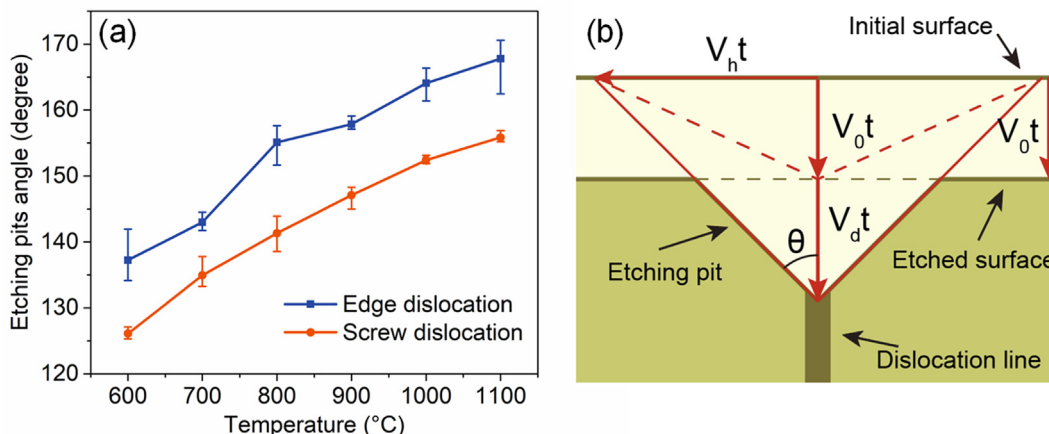 (a)
Etching pits angle (degree)
170
160
150
140
130
120
Edge dislocation
Screw dislocation
600 700 800 900 1000 1100
Temperature (°C)
(b)
Initial surface
Vht
V0t
V0t
Vdt
θ
Etching pit
Etched surface
Dislocation line